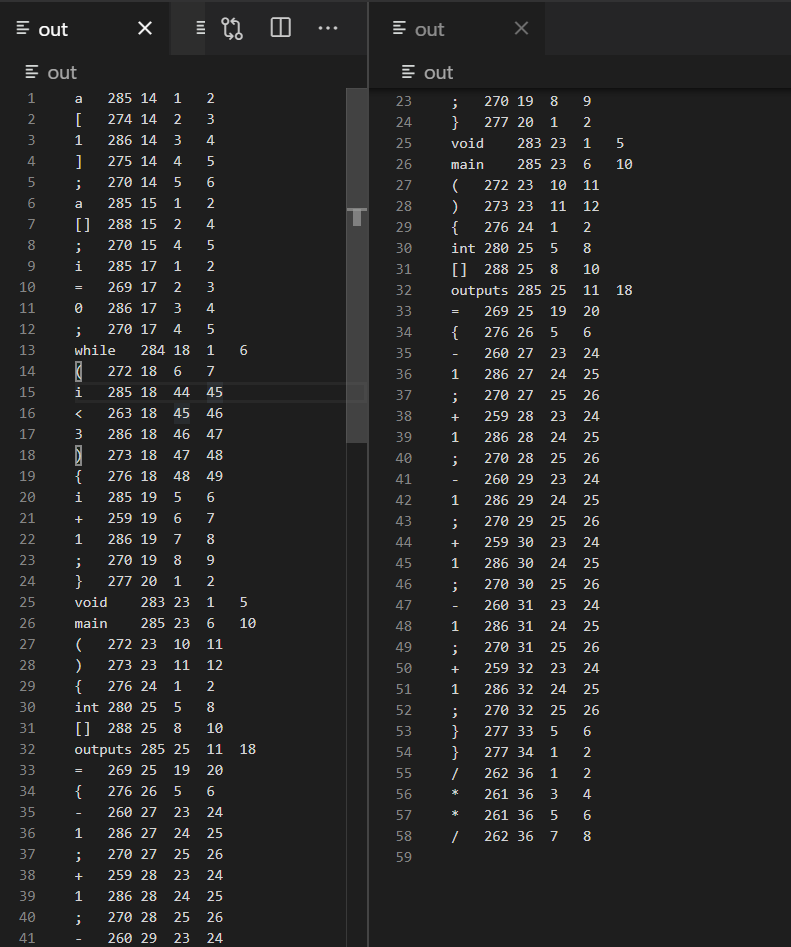 out
out
out
out
1 a 285 14 1 2
2 [ 274 14 2 3
3 1 286 14 3 4
4 ] 275 14 4 5
5 ; 270 14 5 6
6 a 285 15 1 2
7 [] 288 15 2 4
8 ; 270 15 4 5
9 i 285 17 1 2
10 = 269 17 2 3
11 0 286 17 3 4
12 ; 270 17 4 5
13 while 284 18 1 6
14 ( 272 18 6 7
15 i 285 18 44 45
16 < 263 18 45 46
17 3 286 18 46 47
18 ) 273 18 47 48
19 { 276 18 48 49
20 i 285 19 5 6
21 + 259 19 6 7
22 1 286 19 7 8
23 ; 270 19 8 9
24 } 277 20 1 2
25 void 283 23 1 5
26 main 285 23 6 10
27 ( 272 23 10 11
28 ) 273 23 11 12
29 { 276 24 1 2
30 int 280 25 5 8
31 [] 288 25 8 10
32 outputs 285 25 11 18
33 = 269 25 19 20
34 { 276 26 5 6
35 - 260 27 23 24
36 1 286 27 24 25
37 ; 270 27 25 26
38 + 259 28 23 24
39 1 286 28 24 25
40 ; 270 28 25 26
41 - 260 29 23 24
23 ; 270 19 8 9
24 } 277 20 1 2
25 void 283 23 1 5
26 main 285 23 6 10
27 ( 272 23 10 11
28 ) 273 23 11 12
29 { 276 24 1 2
30 int 280 25 5 8
31 [] 288 25 8 10
32 outputs 285 25 11 18
33 = 269 25 19 20
34 { 276 26 5 6
35 - 260 27 23 24
36 1 286 27 24 25
37 ; 270 27 25 26
38 + 259 28 23 24
39 1 286 28 24 25
40 ; 270 28 25 26
41 - 260 29 23 24
42 1 286 29 24 25
43 ; 270 29 25 26
44 + 259 30 23 24
45 1 286 30 24 25
46 ; 270 30 25 26
47 - 260 31 23 24
48 1 286 31 24 25
49 ; 270 31 25 26
50 + 259 32 23 24
51 1 286 32 24 25
52 ; 270 32 25 26
53 } 277 33 5 6
54 } 277 34 1 2
55 / 262 36 1 2
56 * 261 36 3 4
57 * 261 36 5 6
58 / 262 36 7 8
59